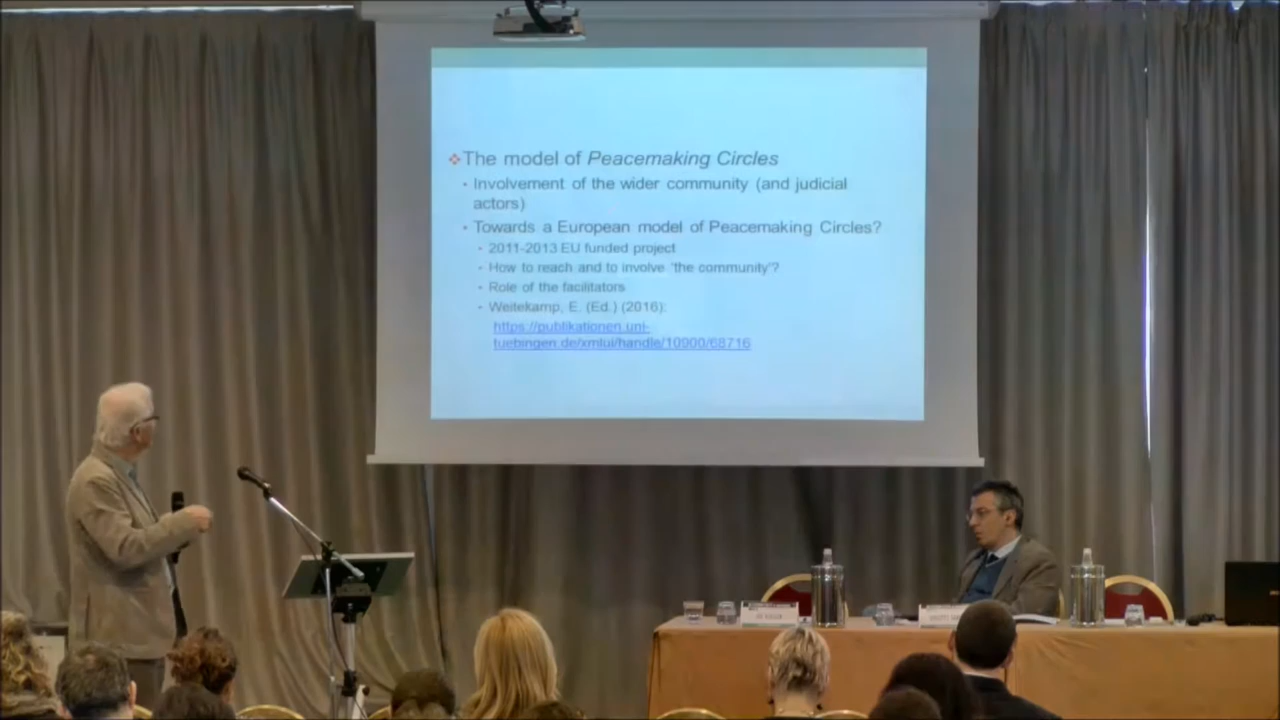 ❖The model of Peacemaking Circles
• Involvement of the wider community (and judicial
actors)
• Towards a European model of Peacemaking Circles?
• 2011-2013 EU funded project
• How to reach and to involve 'the community'?
• Role of the facilitators
• Weitekamp, E. (Ed.) (2016):
https://publikationen.uni-
tuebingen.de/xmlui/handle/10900/68716